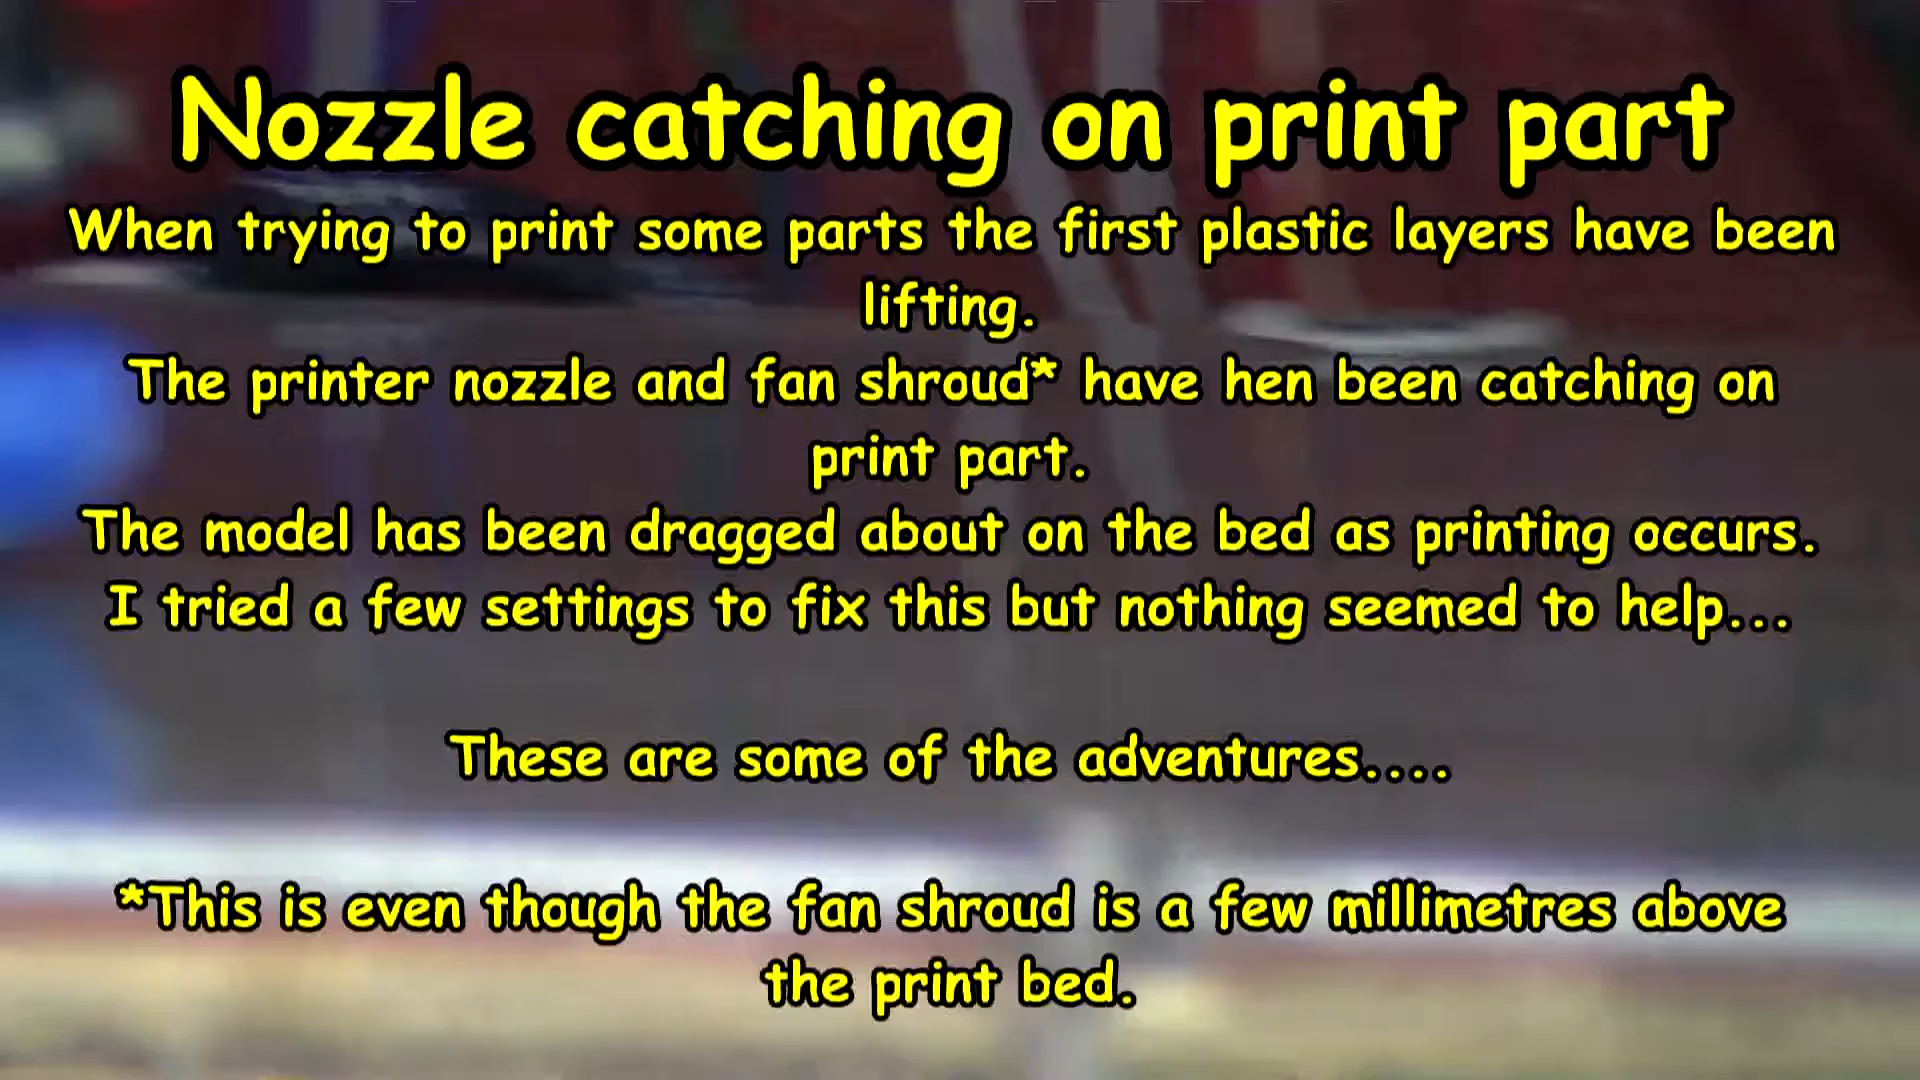 Nozzle catching on print part
When trying to print some parts the first plastic layers have been
lifting.
The printer nozzle and fan shroud* have hen been catching on
print part.
The model has been dragged about on the bed as printing occurs.
I tried a few settings to fix this but nothing seemed to help...
These are some of the adventures....
*This is even though the fan shroud is a few millimetres above
the print bed.